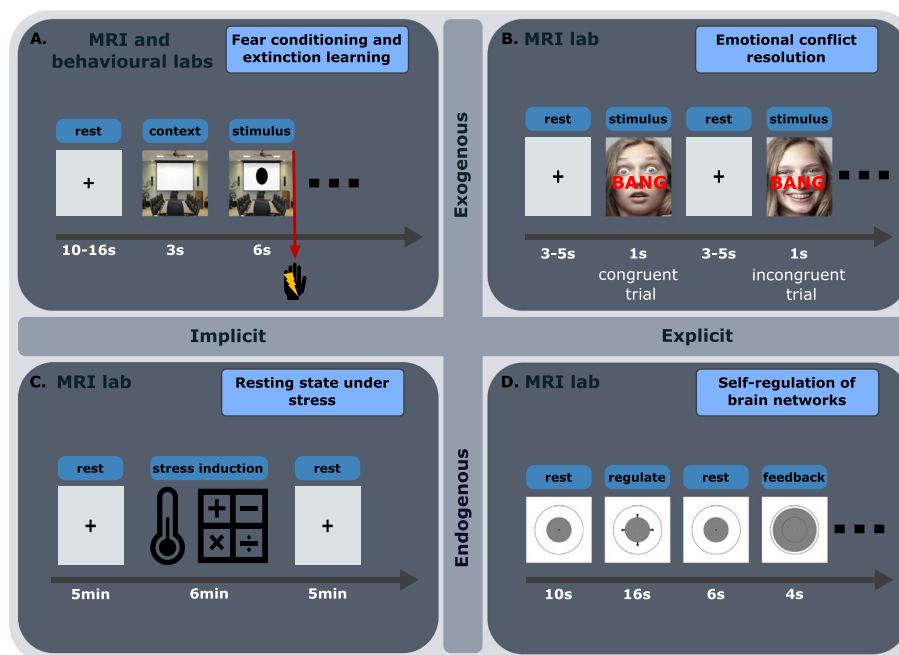 A. MRI and
behavioural labs
Fear conditioning and
extinction learning
rest
context
stimulus
+
10-16s
3s
6s
Exogenous
B. MRI lab
Emotional conflict
resolution
rest
stimulus
rest
stimulus
+
BANG
+
BANG
3-5s
1s
3-5s
1s
congruent
trial
incongruent
trial
Implicit
Explicit
C. MRI lab
Resting state under
stress
rest
stress induction
rest
+
+ −
× ÷
+
5min
6min
5min
Endogenous
D. MRI lab
Self-regulation of
brain networks
rest
regulate
rest
feedback
10s
16s
6s
4s